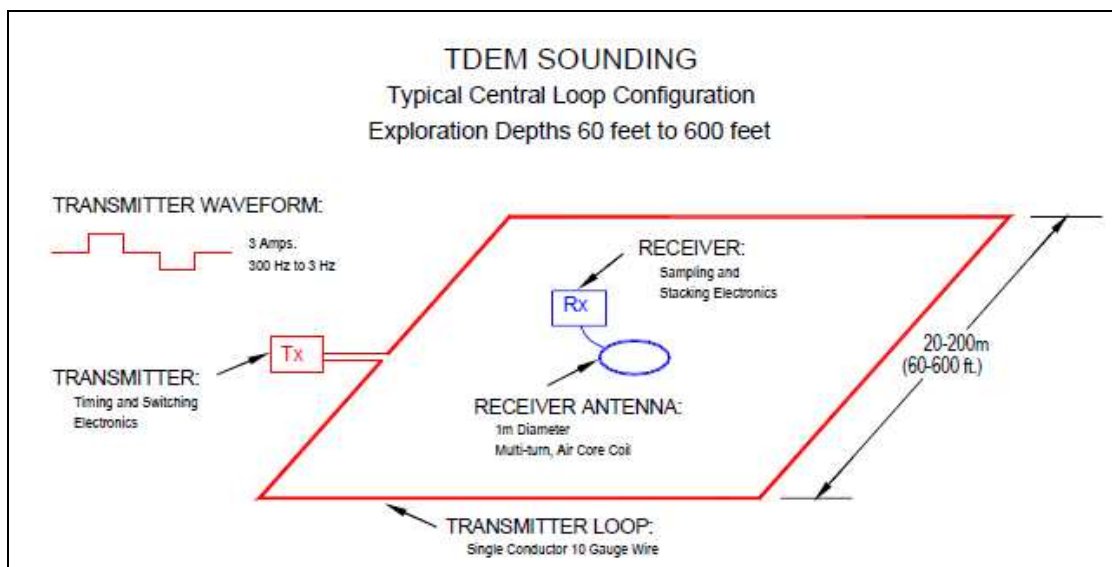 TDEM SOUNDING
Typical Central Loop Configuration
Exploration Depths 60 feet to 600 feet
TRANSMITTER WAVEFORM:
3 Amps.
300 Hz to 3 Hz
RECEIVER:
Sampling and
Stacking Electronics
Rx
Tx
20-200m
(60-600 ft.)
TRANSMITTER:
Timing and Switching
Electronics
RECEIVER ANTENNA:
1m Diameter
Multi-turn, Air Core Coil
TRANSMITTER LOOP:
Single Conductor 10 Gauge Wire